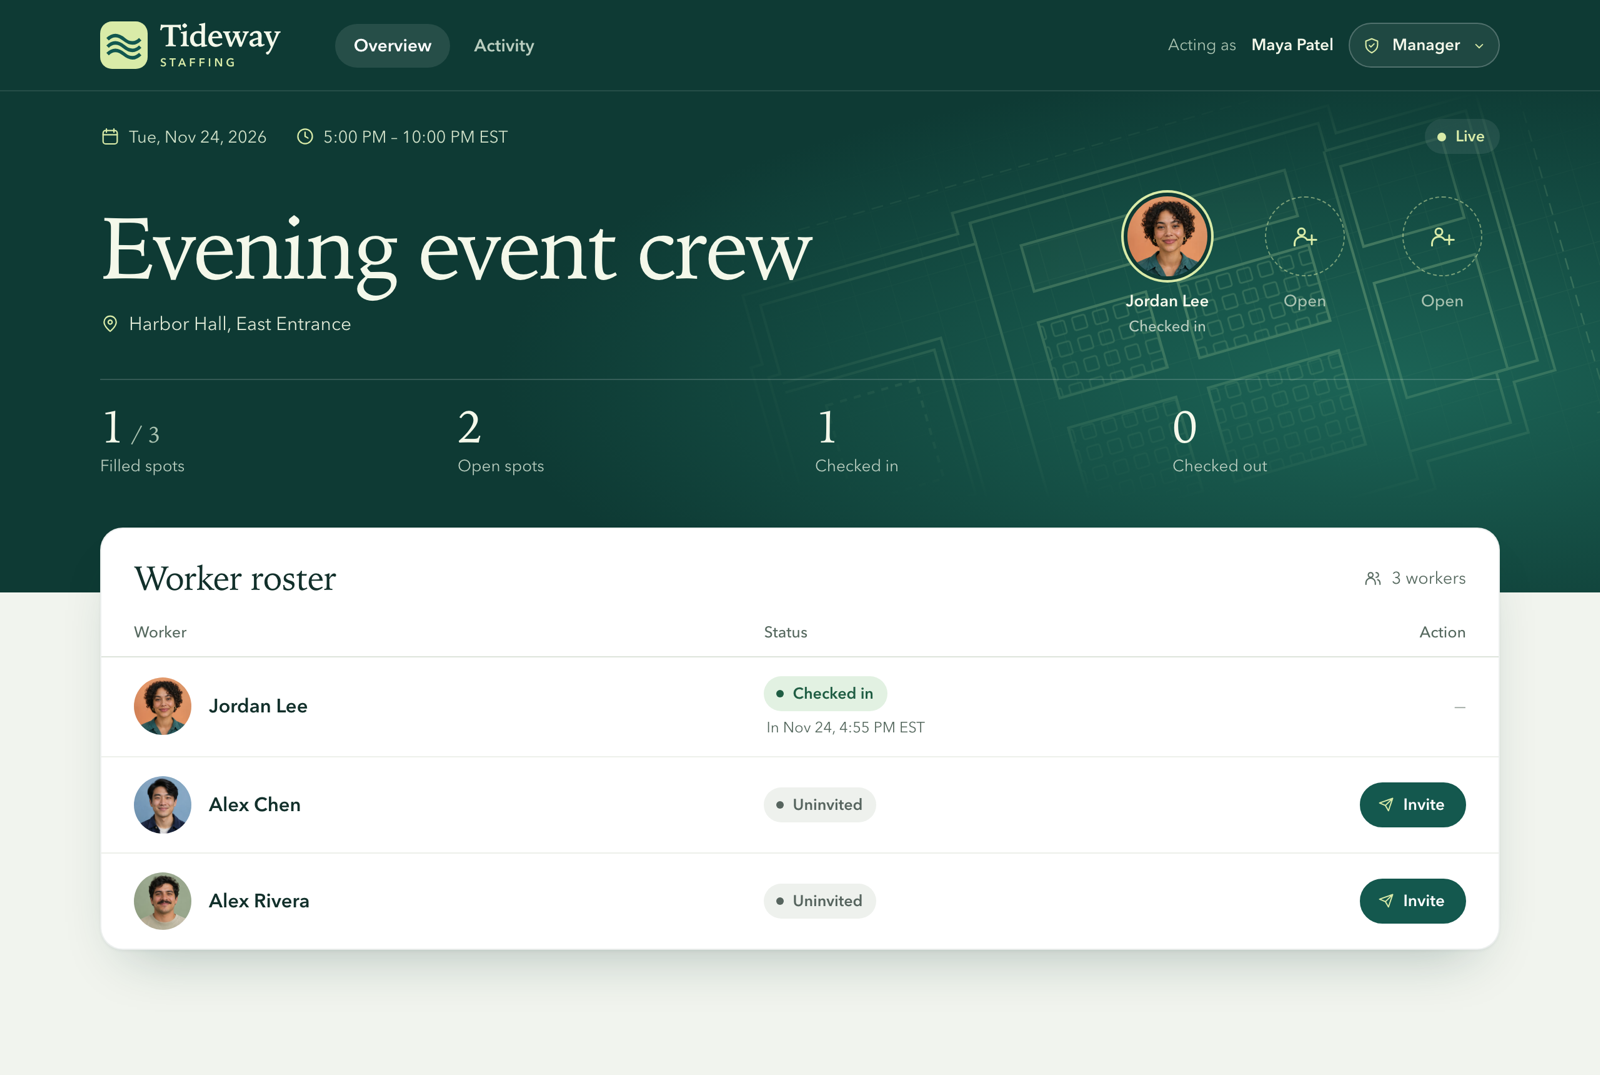 Tideway
STAFFING
Overview
Activity
Acting as Maya Patel
Manager
Tue, Nov 24, 2026
5:00 PM – 10:00 PM EST
Live
Evening event crew
Harbor Hall, East Entrance
Jordan Lee
Checked in
Open
Open
1 / 3
Filled spots
2
Open spots
1
Checked in
0
Checked out
Worker roster
3 workers
Worker
Status
Action
Jordan Lee
Checked in
In Nov 24, 4:55 PM EST
–
Alex Chen
Uninvited
Invite
Alex Rivera
Uninvited
Invite